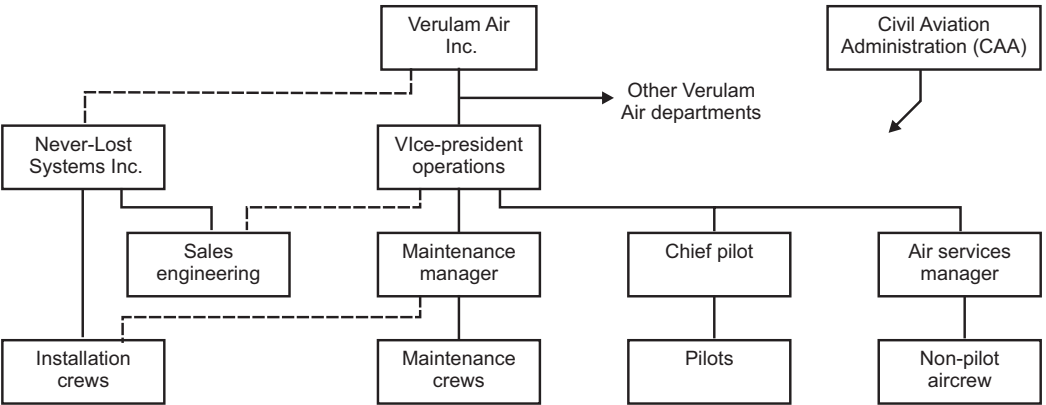 Verulam Air
Inc.
Civil Aviation
Administration (CAA)
Other Verulam
Air departments
Never-Lost
Systems Inc.
VIce-president
operations
Sales
engineering
Maintenance
manager
Chief pilot
Air services
manager
Installation
crews
Maintenance
crews
Pilots
Non-pilot
aircrew